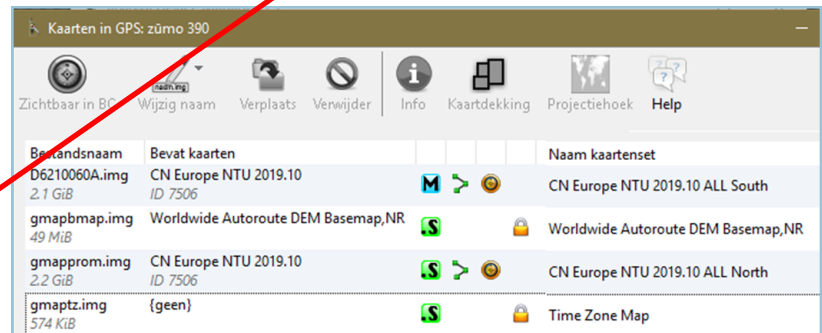 Kaarten in GPS: zūmo 390
nadm.img
Zichtbaar in BC Wijzig naam Verplaats Verwijder Info Kaartdekking Projectiehoek Help
Bestandsnaam Bevat kaarten Naam kaartenset
D6210060A.img CN Europe NTU 2019.10 M CN Europe NTU 2019.10 ALL South
2.1 GiB ID 7506
gmapbmap.img Worldwide Autoroute DEM Basemap,NR .S Worldwide Autoroute DEM Basemap,NR
49 MiB
gmapprom.img CN Europe NTU 2019.10 .S CN Europe NTU 2019.10 ALL North
2.2 GiB ID 7506
gmaptz.img {geen} .S Time Zone Map
574 KiB